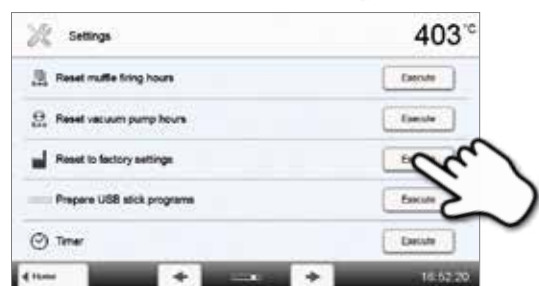 Settings
403 °C
Reset muffle firing hours
Execute
Reset vacuum pump hours
Execute
Reset to factory settings
Prepare USB stick programs
Execute
Timer
Execute
Home
16:52:20